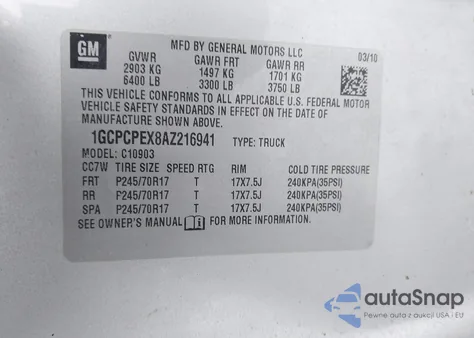 GM
MFD BY GENERAL MOTORS LLC
03/10
GVWR GAWR FRT GAWR RR
2903 KG 1497 KG 1701 KG
6400 LB 3300 LB 3750 LB
THIS VEHICLE CONFORMS TO ALL APPLICABLE U.S. FEDERAL MOTOR
VEHICLE SAFETY STANDARDS IN EFFECT ON THE DATE OF
MANUFACTURE SHOWN ABOVE.
1GCPCPEX8AZ216941 TYPE: TRUCK
MODEL: C10903
CC7W TIRE SIZE SPEED RTG RIM COLD TIRE PRESSURE
FRT P245/70R17 T 17X7.5J 240KPA(35PSI)
RR P245/70R17 T 17X7.5J 240KPA(35PSI)
SPA P245/70R17 T 17X7.5J 240KPA(35PSI)
SEE OWNER'S MANUAL FOR MORE INFORMATION.
autoSnap
Pewne auta z aukcji USA i EU